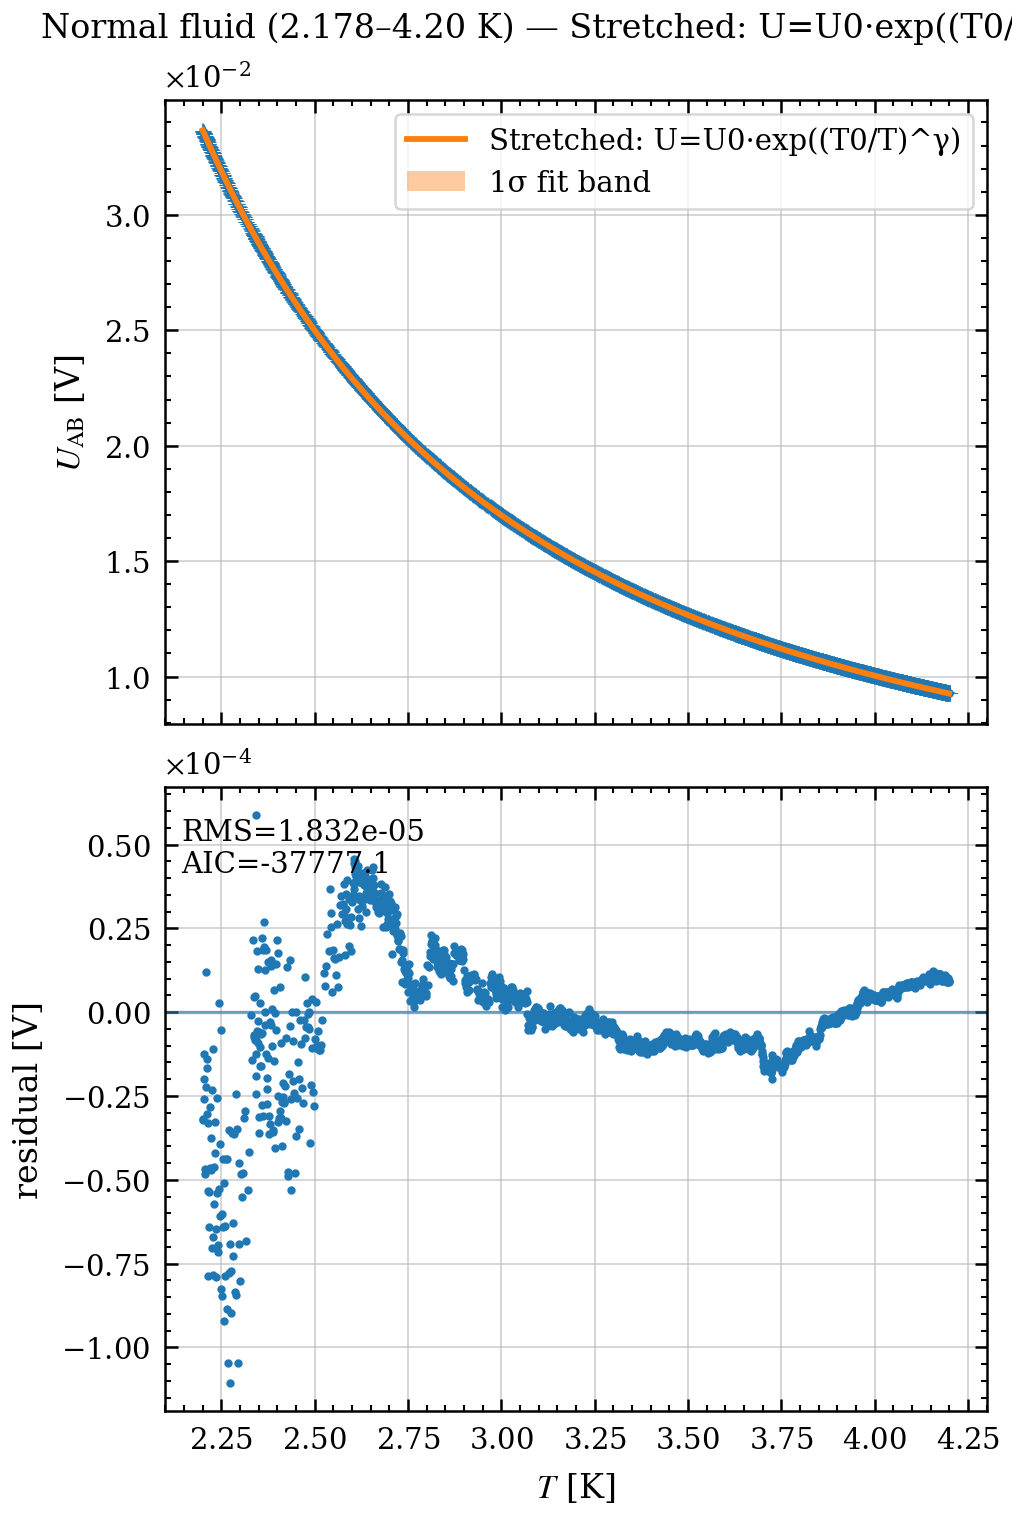 Normal fluid (2.178–4.20 K) — Stretched: U=U0·exp((T0/
×10⁻²
Stretched: U=U0·exp((T0/T)^γ)
1σ fit band
3.0
2.5
2.0
1.5
1.0
U_AB [V]
×10⁻⁴
RMS=1.832e-05
AIC=-37777.1
0.50
0.25
0.00
−0.25
−0.50
−0.75
−1.00
residual [V]
2.25 2.50 2.75 3.00 3.25 3.50 3.75 4.00 4.25
T [K]